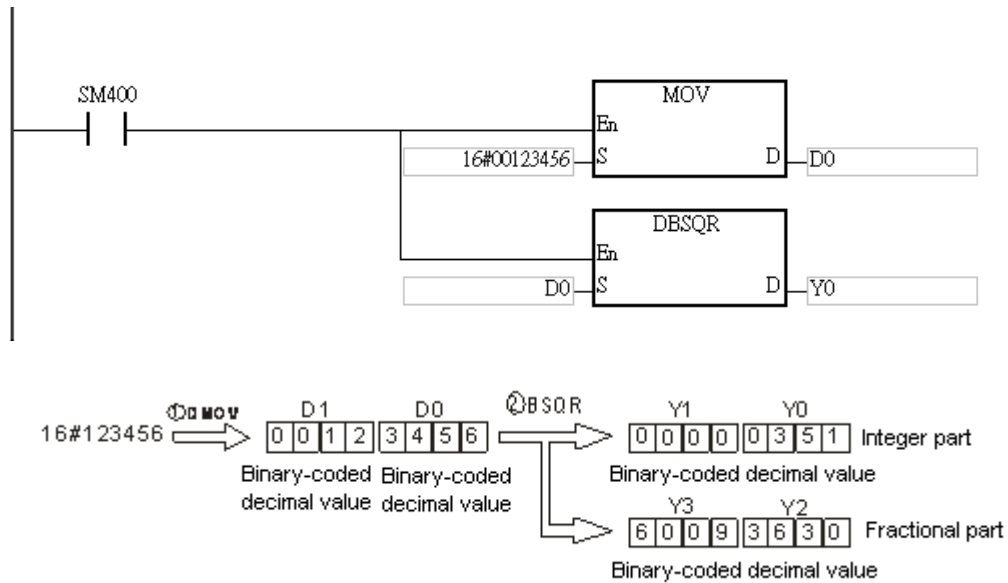 SM400
MOV
En
16#00123456 S D D0
DBSQR
En
D0 S D Y0
①DMOV D1 D0 ②BSQR Y1 Y0
16#123456 0 0 1 2 3 4 5 6 0 0 0 0 0 3 5 1 Integer part
Binary-coded Binary-coded Binary-coded decimal value
decimal value decimal value
Y3 Y2
6 0 0 9 3 6 3 0 Fractional part
Binary-coded decimal value